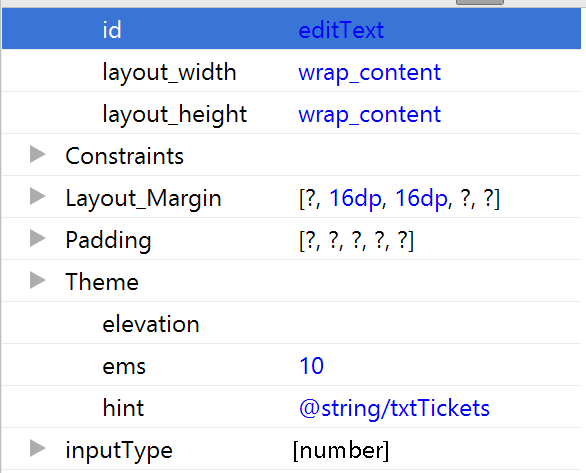 id editText
layout_width wrap_content
layout_height wrap_content
Constraints
Layout_Margin [?, 16dp, 16dp, ?, ?]
Padding [?, ?, ?, ?, ?]
Theme
elevation
ems 10
hint @string/txtTickets
inputType [number]